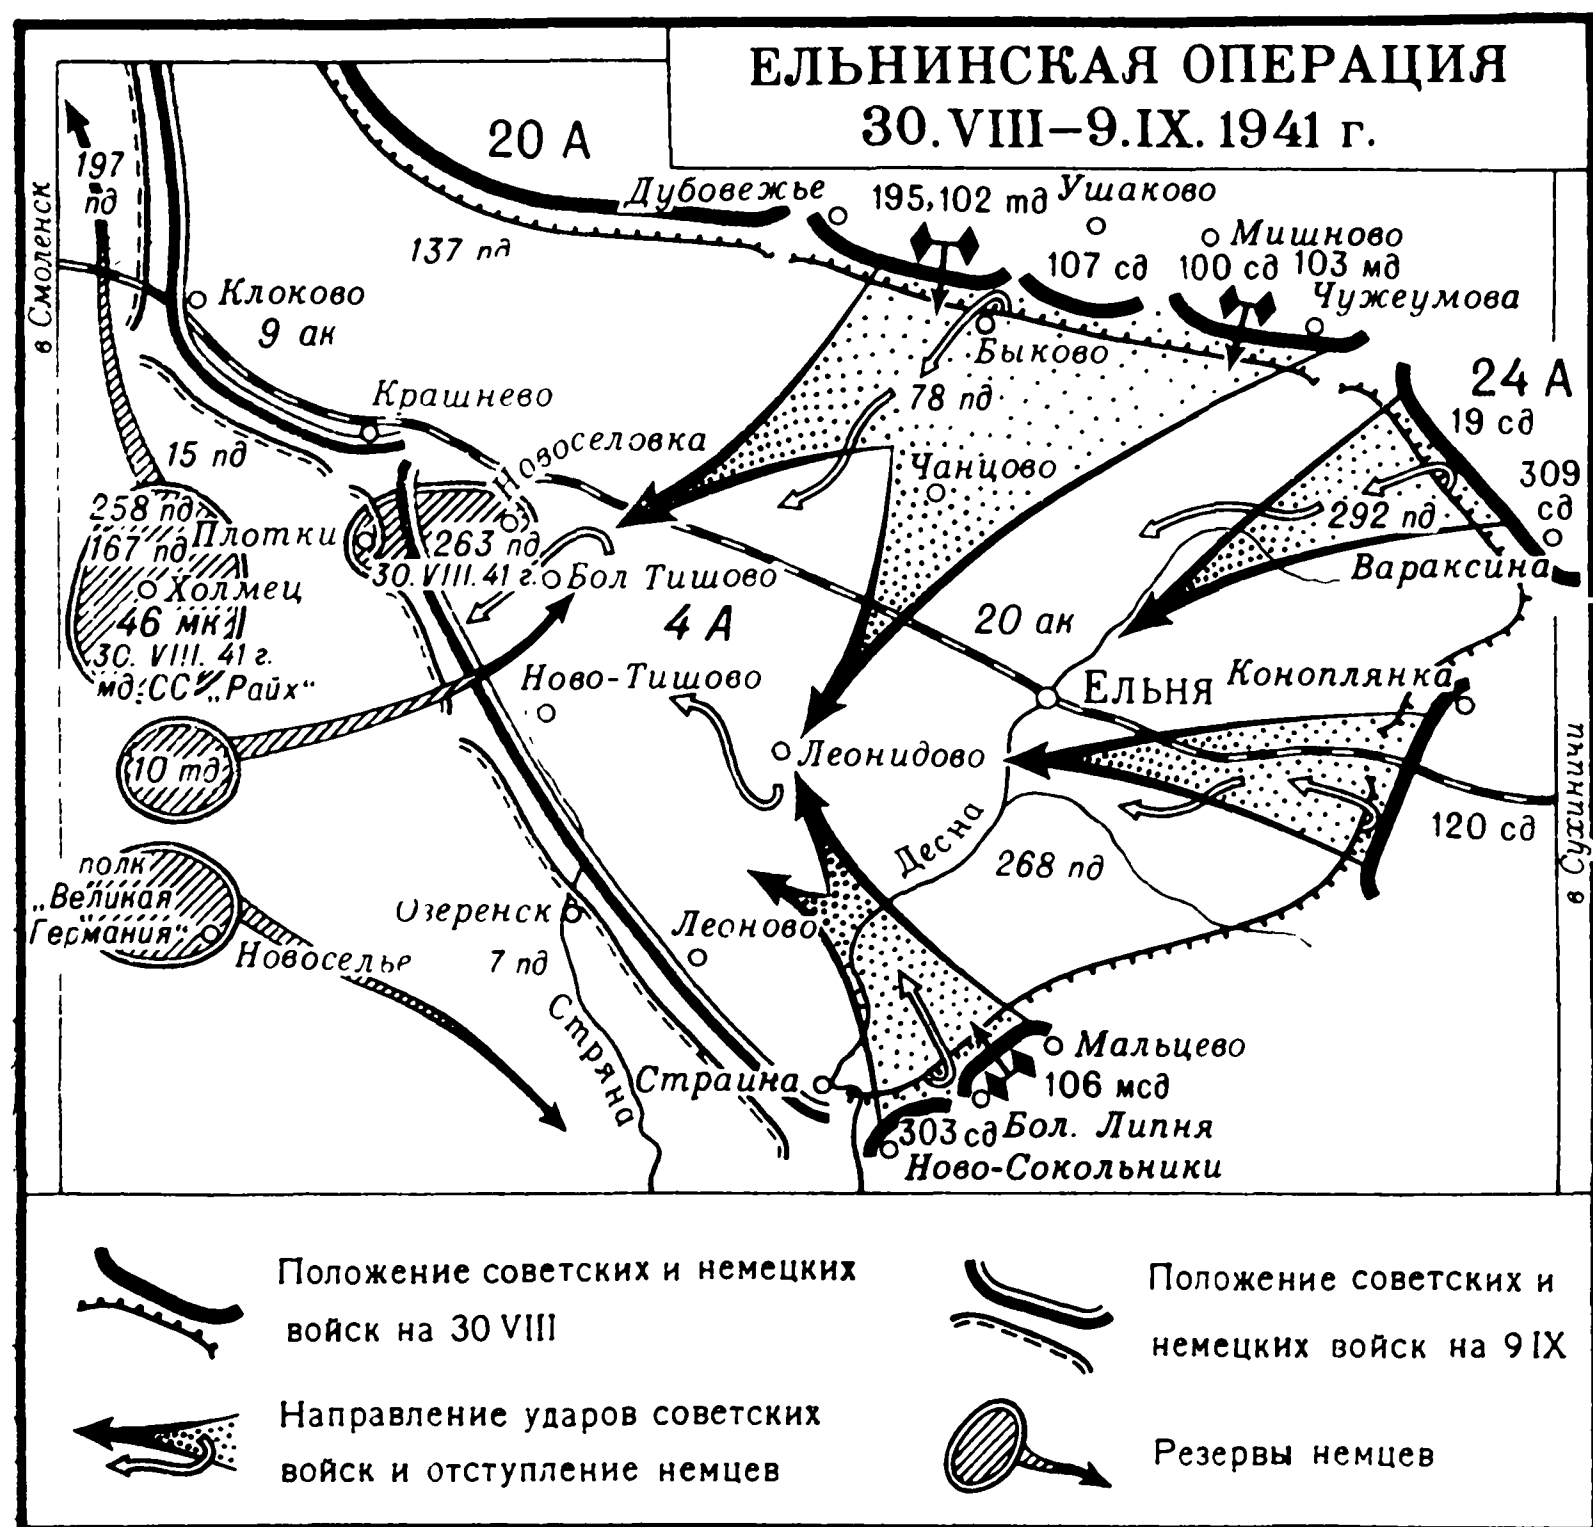 ЕЛЬНИНСКАЯ ОПЕРАЦИЯ
30.VIII–9.IX. 1941 г.
20 А
197
пд
в Смоленск
Дубовежье
195,102 тд
Ушаково
Мишново
137 пд
107 сд
100 сд
103 мд
Чужеумова
Клоково
9 ак
Быково
24 А
19 сд
Крашнево
78 пд
15 пд
Новоселовка
Чанцово
309
сд
258 пд
167 пд
Плотки
263 пд
30.VIII.41 г.
292 пд
Вараксина
Холмец
46 мк
30. VIII. 41 г.
мд СС „Райх“
Бол Тишово
4 А
20 ак
Ново-Тишово
Ельня
Коноплянка
10 тд
Леонидово
Десна
268 пд
120 сд
в Сухиничи
полк
„Великая
Германия“
Новоселье
Озеренск
7 пд
Леоново
Стряна
Страина
Мальцево
106 мсд
303 сд
Бол. Липня
Ново-Сокольники
Положение советских и немецких
войск на 30 VIII
Положение советских и
немецких войск на 9 IX
Направление ударов советских
войск и отступление немцев
Резервы немцев